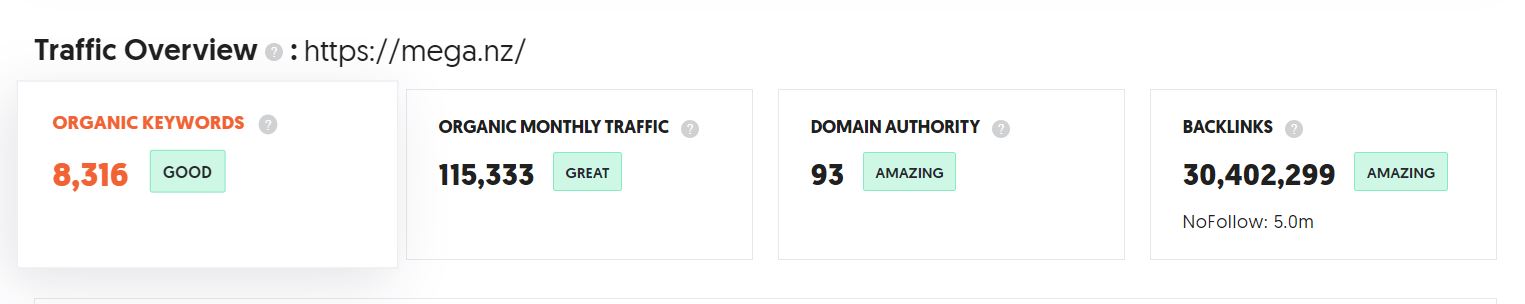 Traffic Overview ? : https://mega.nz/
ORGANIC KEYWORDS ?
8,316 GOOD
ORGANIC MONTHLY TRAFFIC ?
115,333 GREAT
DOMAIN AUTHORITY ?
93 AMAZING
BACKLINKS ?
30,402,299 AMAZING
NoFollow: 5.0m